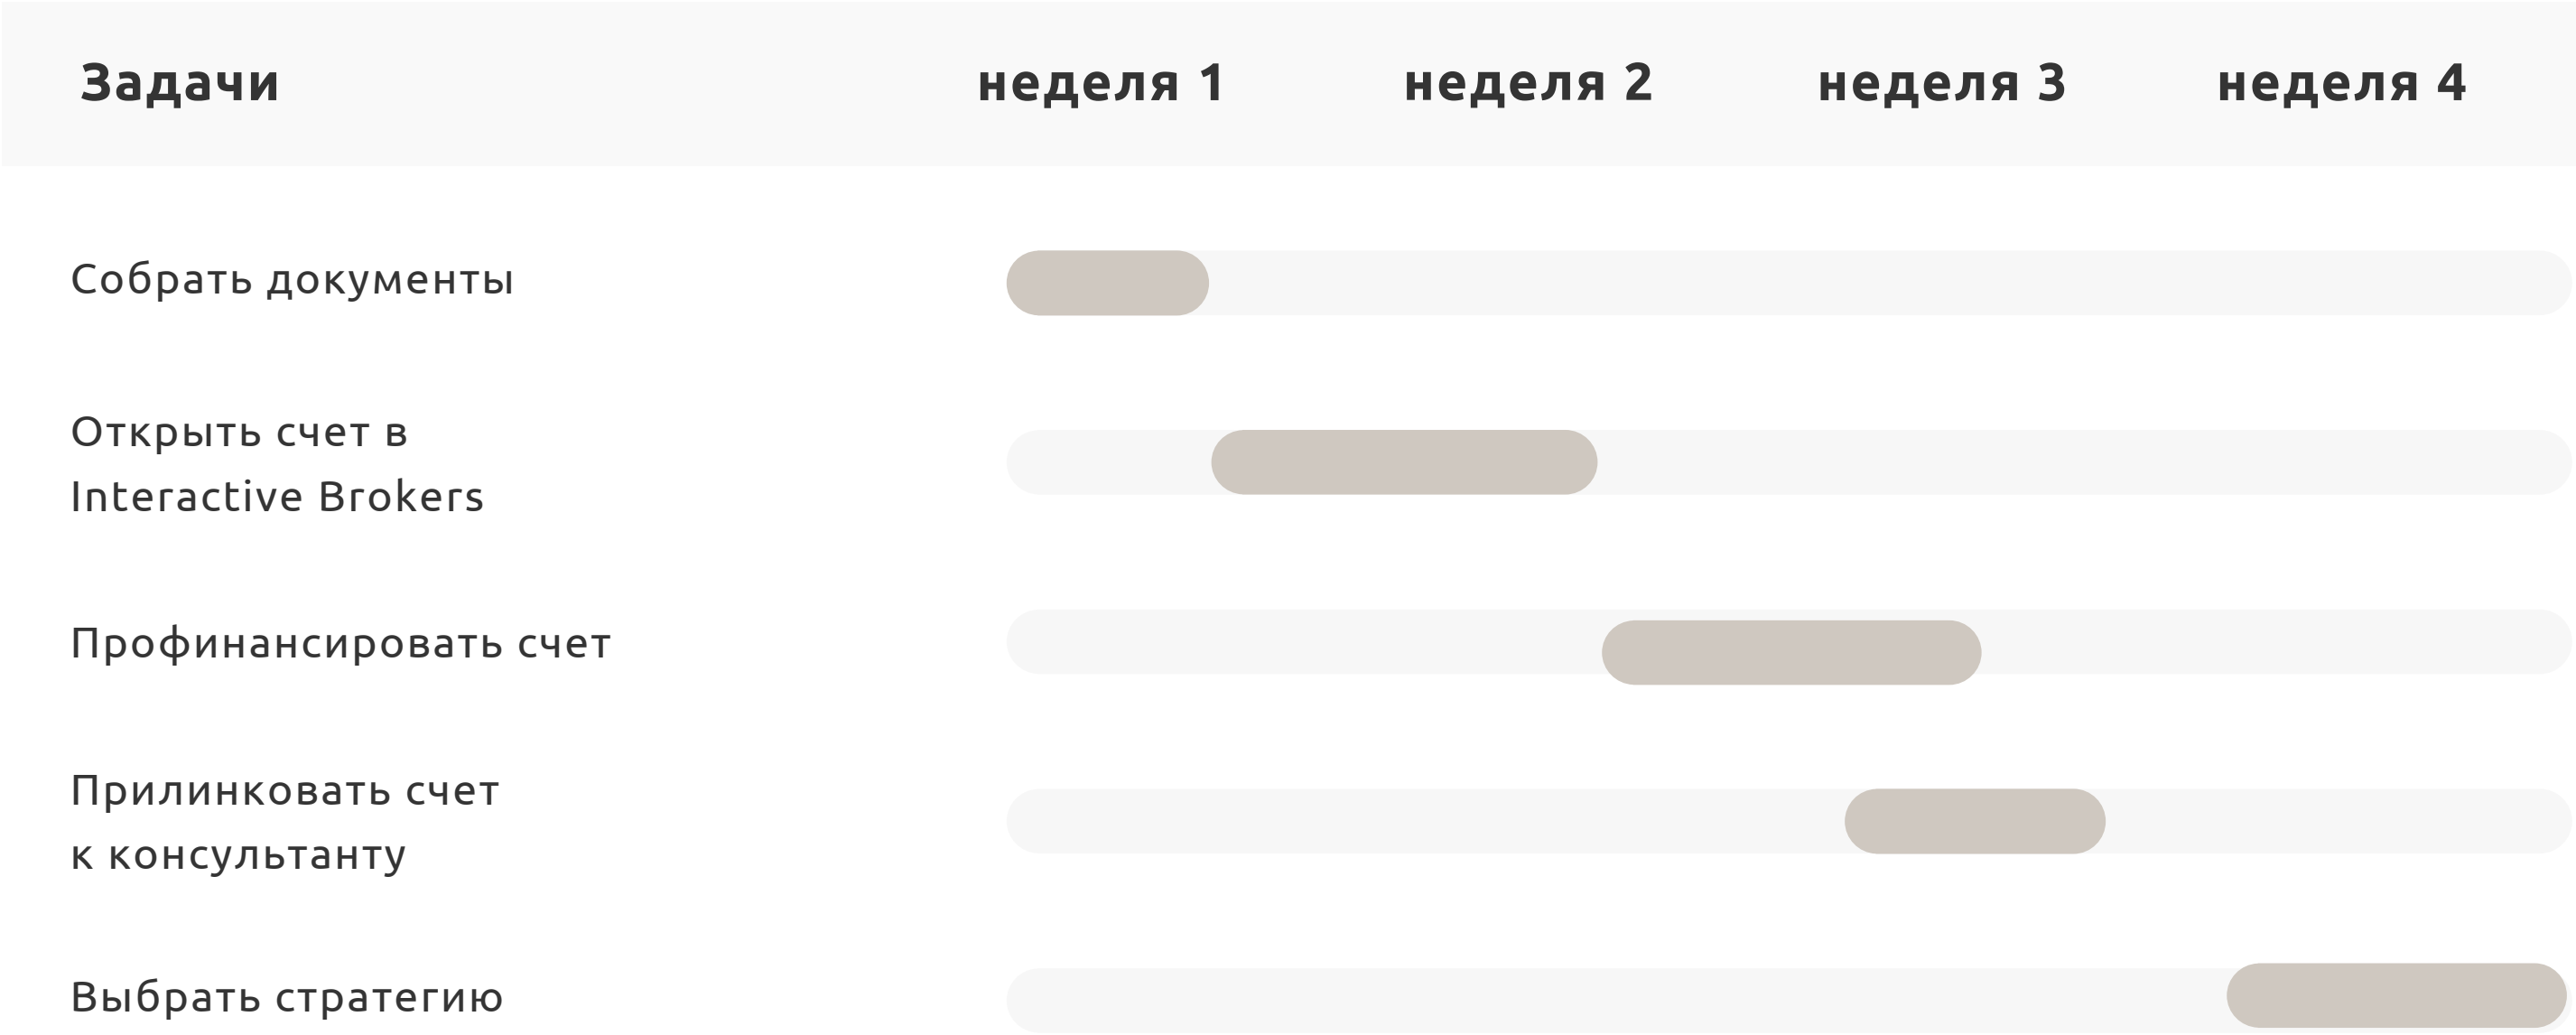 Задачи неделя 1 неделя 2 неделя 3 неделя 4
Собрать документы
Открыть счет в
Interactive Brokers
Профинансировать счет
Прилинковать счет
к консультанту
Выбрать стратегию